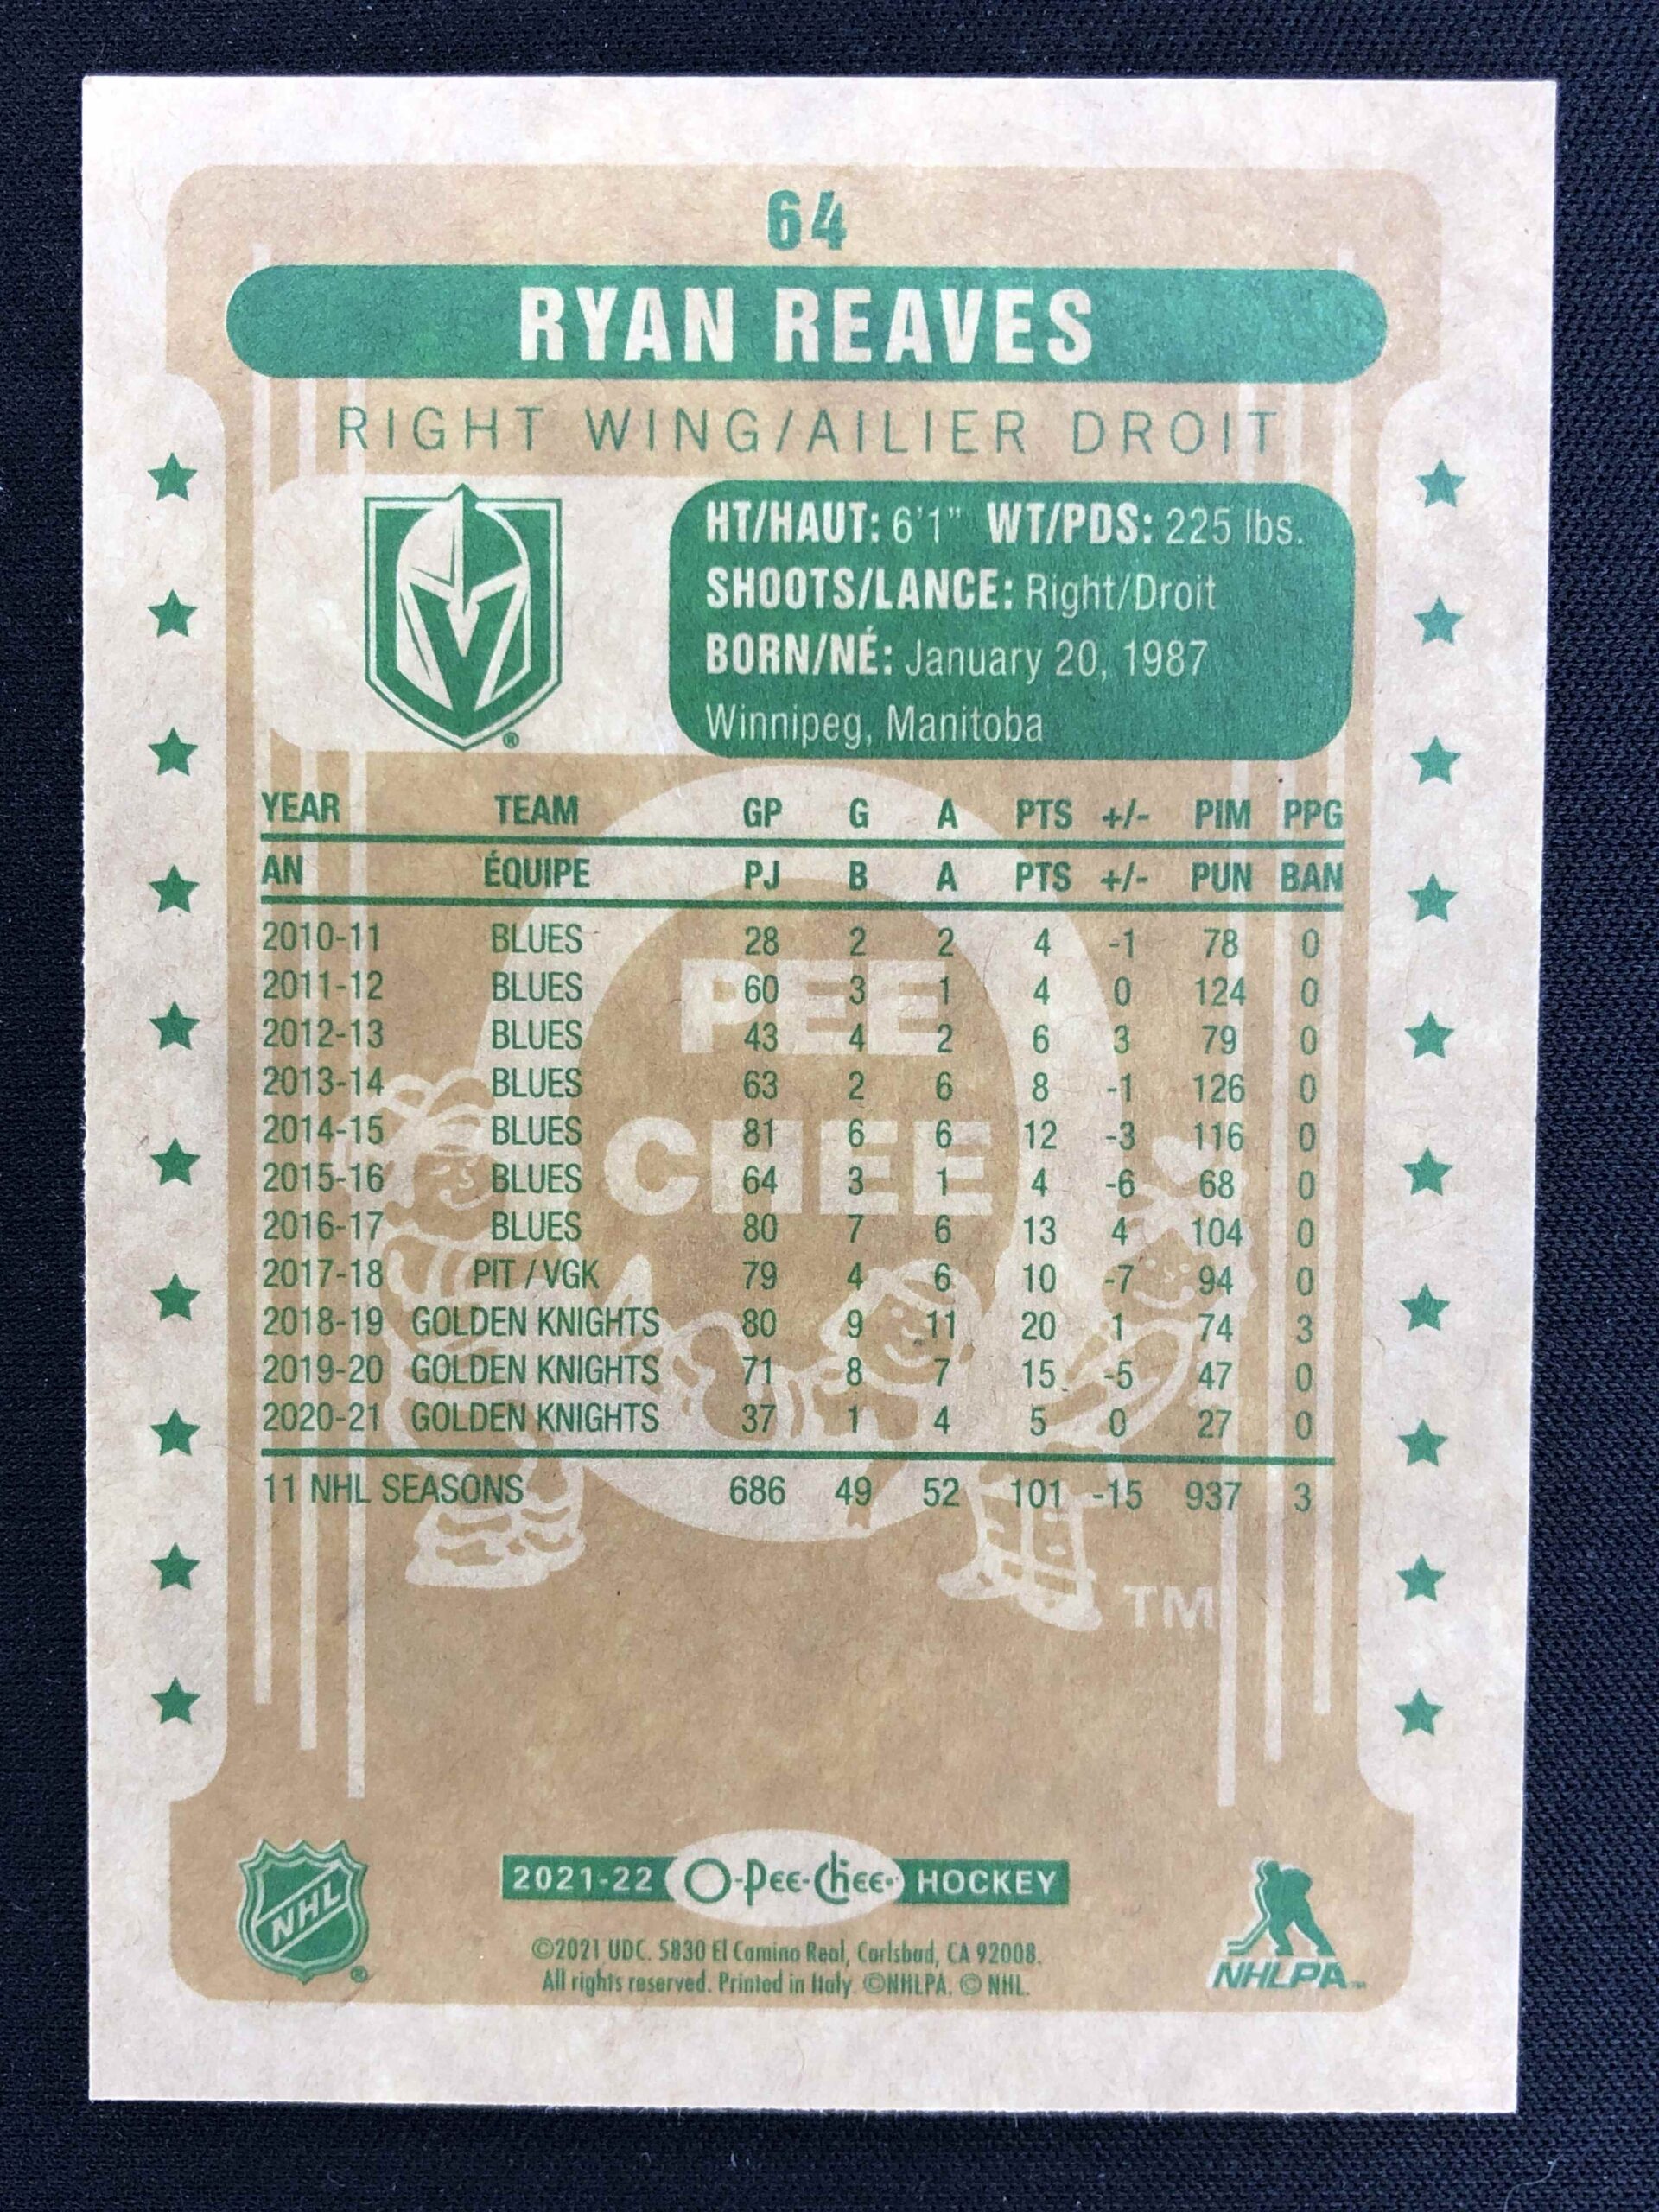 64
RYAN REAVES
RIGHT WING/AILIER DROIT
HT/HAUT: 6'1" WT/PDS: 225 lbs.
SHOOTS/LANCE: Right/Droit
BORN/NÉ: January 20, 1987
Winnipeg, Manitoba
®
YEAR TEAM GP G A PTS +/- PIM PPG
AN ÉQUIPE PJ B A PTS +/- PUN BAN
2010-11 BLUES 28 2 2 4 -1 78 0
2011-12 BLUES 60 3 1 4 0 124 0
2012-13 BLUES 43 4 2 6 3 79 0
2013-14 BLUES 63 2 6 8 -1 126 0
2014-15 BLUES 81 6 6 12 -3 116 0
2015-16 BLUES 64 3 1 4 -6 68 0
2016-17 BLUES 80 7 6 13 4 104 0
2017-18 PIT / VGK 79 4 6 10 -7 94 0
2018-19 GOLDEN KNIGHTS 80 9 11 20 1 74 3
2019-20 GOLDEN KNIGHTS 71 8 7 15 -5 47 0
2020-21 GOLDEN KNIGHTS 37 1 4 5 0 27 0
11 NHL SEASONS 686 49 52 101 -15 937 3
PEE
CHEE
TM
NHL ®
2021-22 O-Pee-Chee HOCKEY
©2021 UDC. 5830 El Camino Real, Carlsbad, CA 92008.
All rights reserved. Printed in Italy. ©NHLPA. © NHL.
NHLPA™